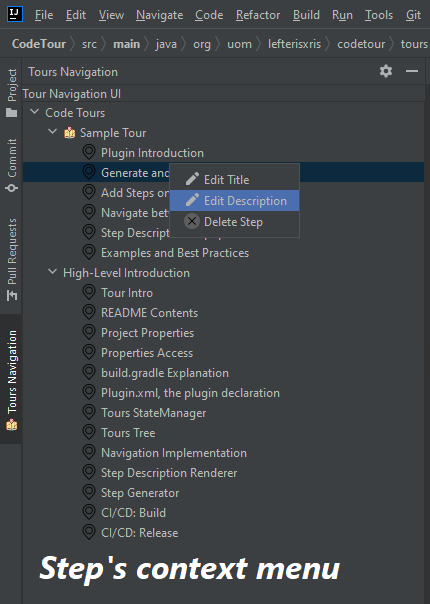 IJ File Edit View Navigate Code Refactor Build Run Tools Git
CodeTour src main java org uom lefterisxris codetour tours
Tours Navigation
Tour Navigation UI
Code Tours
Sample Tour
Plugin Introduction
Generate and
Edit Title
Add Steps on
Edit Description
Navigate bet
Delete Step
Step Descript
Examples and Best Practices
High-Level Introduction
Tour Intro
README Contents
Project Properties
Properties Access
build.gradle Explanation
Plugin.xml, the plugin declaration
Tours StateManager
Tours Tree
Navigation Implementation
Step Description Renderer
Step Generator
CI/CD: Build
CI/CD: Release
Project
Commit
Pull Requests
Tours Navigation
Step's context menu